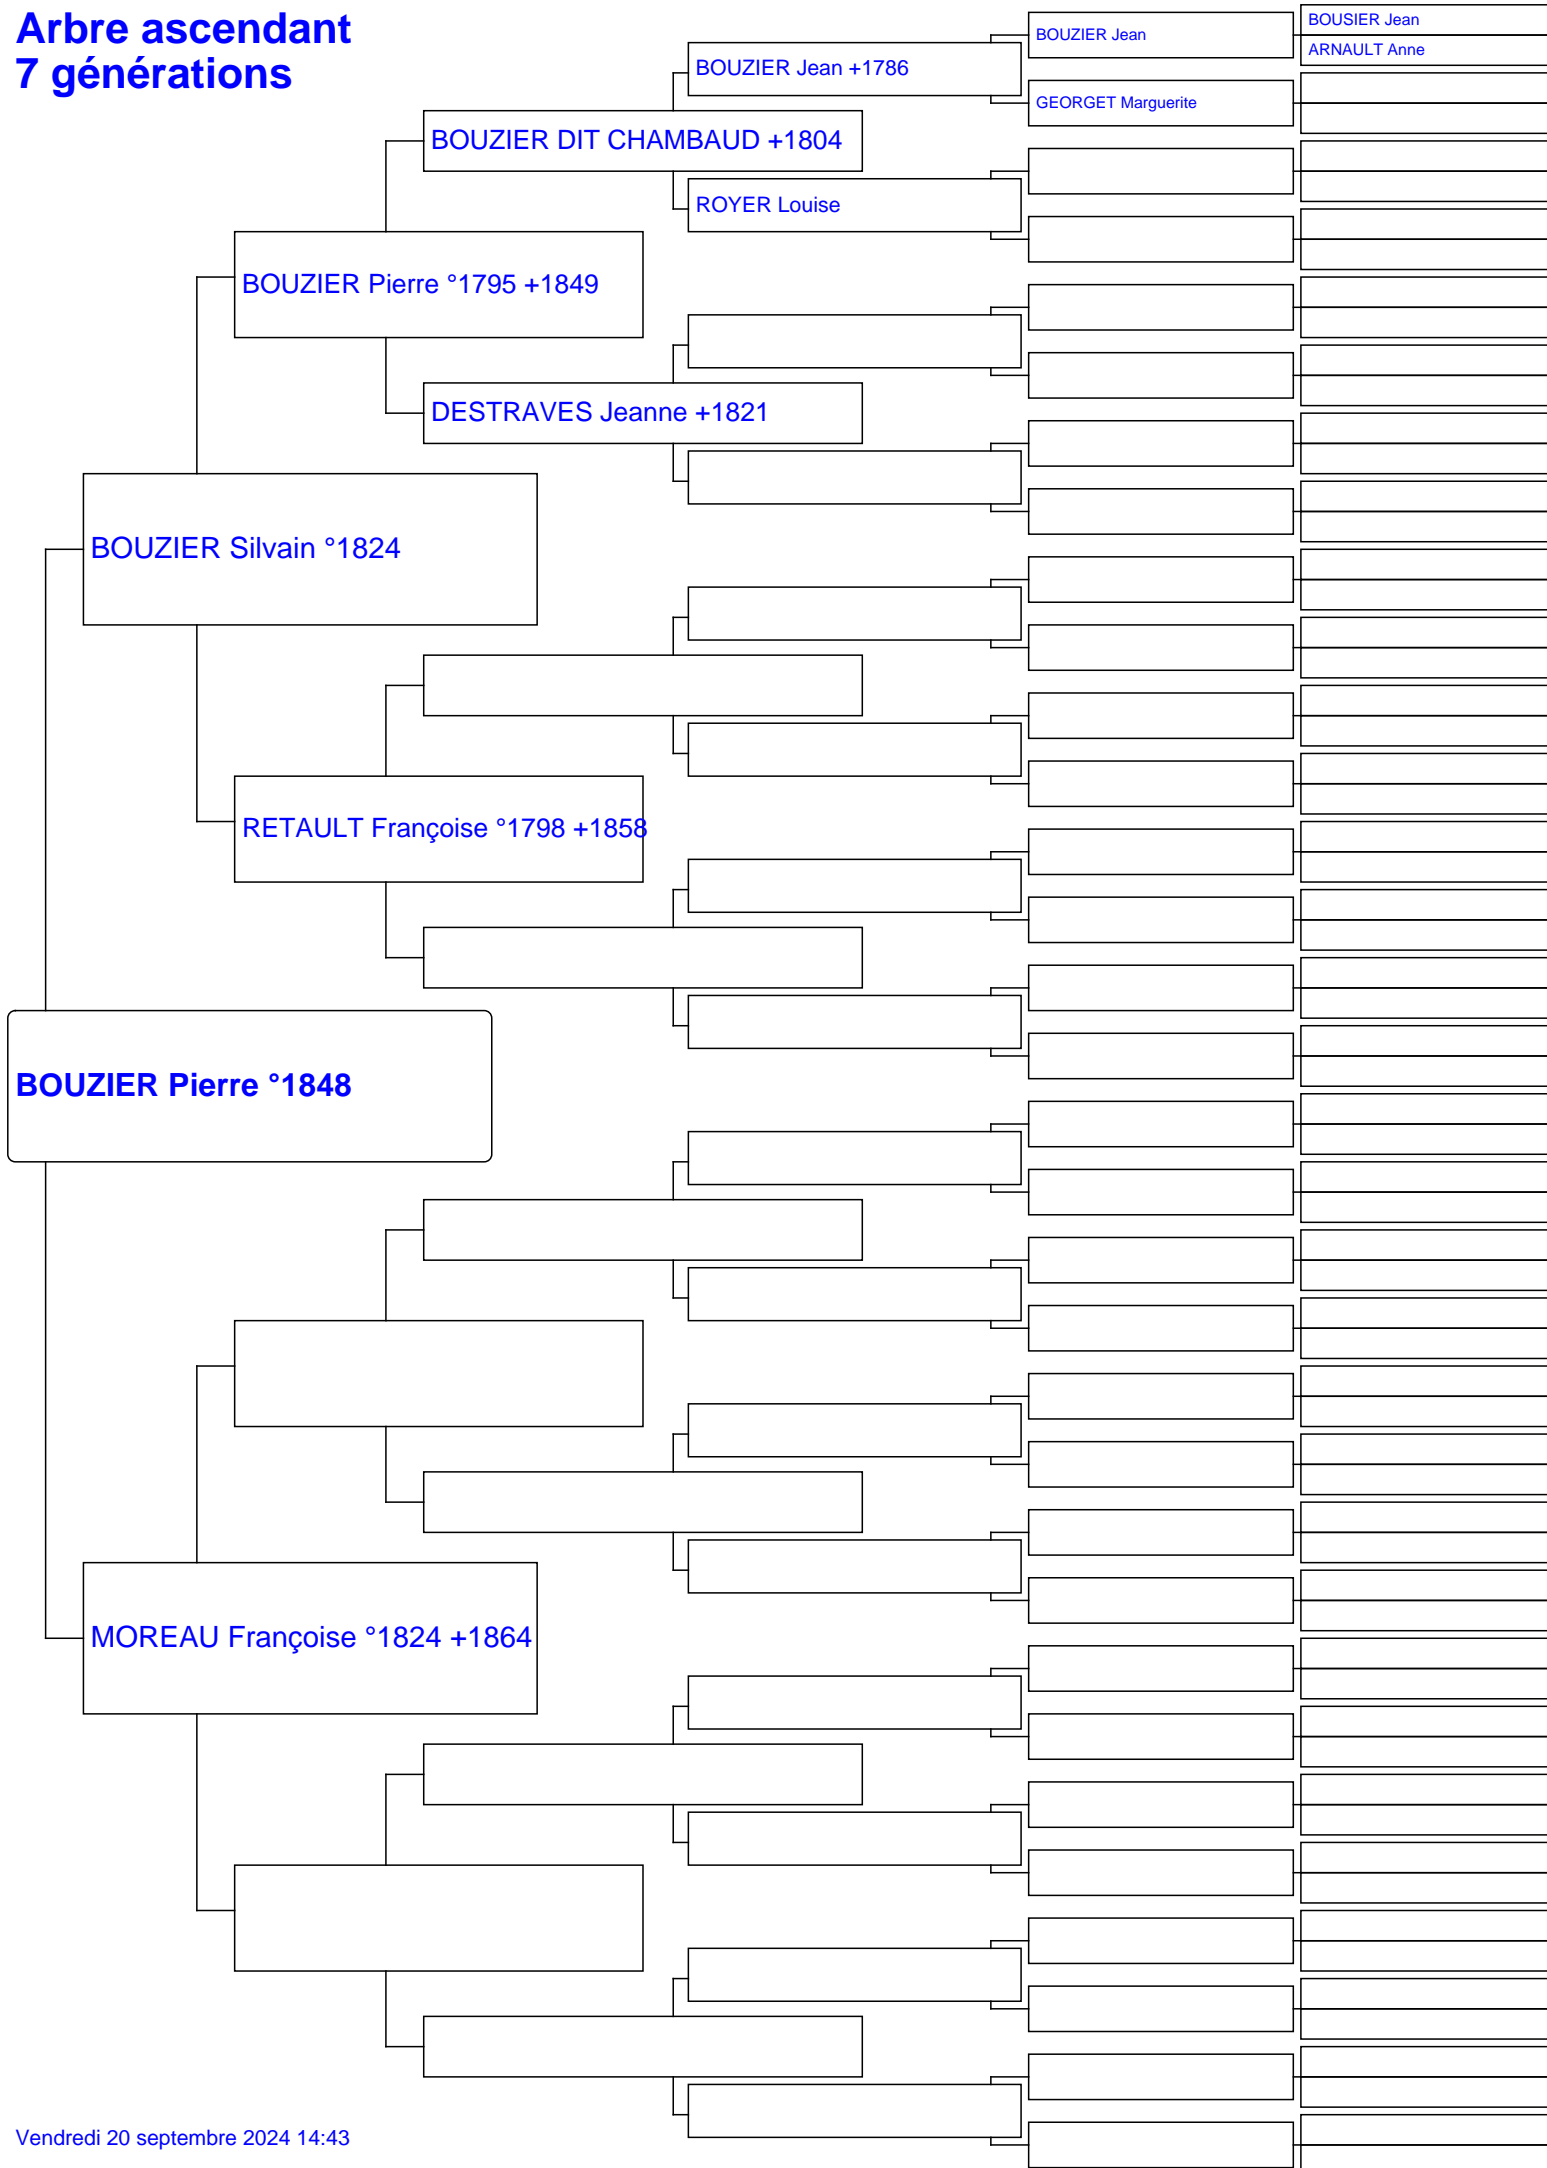 Arbre ascendant
7 générations
BOUSIER Jean
BOUZIER Jean
ARNAULT Anne
BOUZIER Jean +1786
GEORGET Marguerite
BOUZIER DIT CHAMBAUD +1804
ROYER Louise
BOUZIER Pierre °1795 +1849
DESTRAVES Jeanne +1821
BOUZIER Silvain °1824
RETAULT Françoise °1798 +1858
BOUZIER Pierre °1848
MOREAU Françoise °1824 +1864
Vendredi 20 septembre 2024 14:43